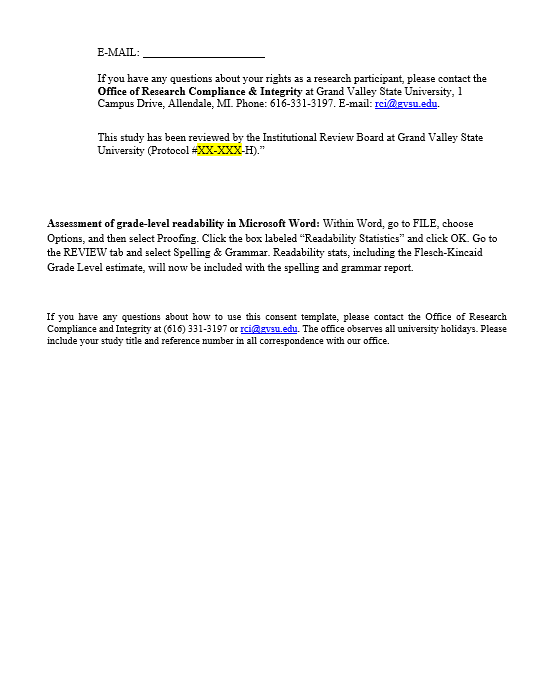 E-MAIL: ______________________
If you have any questions about your rights as a research participant, please contact the
Office of Research Compliance & Integrity at Grand Valley State University, 1
Campus Drive, Allendale, MI. Phone: 616-331-3197. E-mail: rci@gvsu.edu.
This study has been reviewed by the Institutional Review Board at Grand Valley State
University (Protocol #XX-XXX-H).”
Assessment of grade-level readability in Microsoft Word: Within Word, go to FILE, choose
Options, and then select Proofing. Click the box labeled “Readability Statistics” and click OK. Go to
the REVIEW tab and select Spelling & Grammar. Readability stats, including the Flesch-Kincaid
Grade Level estimate, will now be included with the spelling and grammar report.
If you have any questions about how to use this consent template, please contact the Office of Research
Compliance and Integrity at (616) 331-3197 or rci@gvsu.edu. The office observes all university holidays. Please
include your study title and reference number in all correspondence with our office.